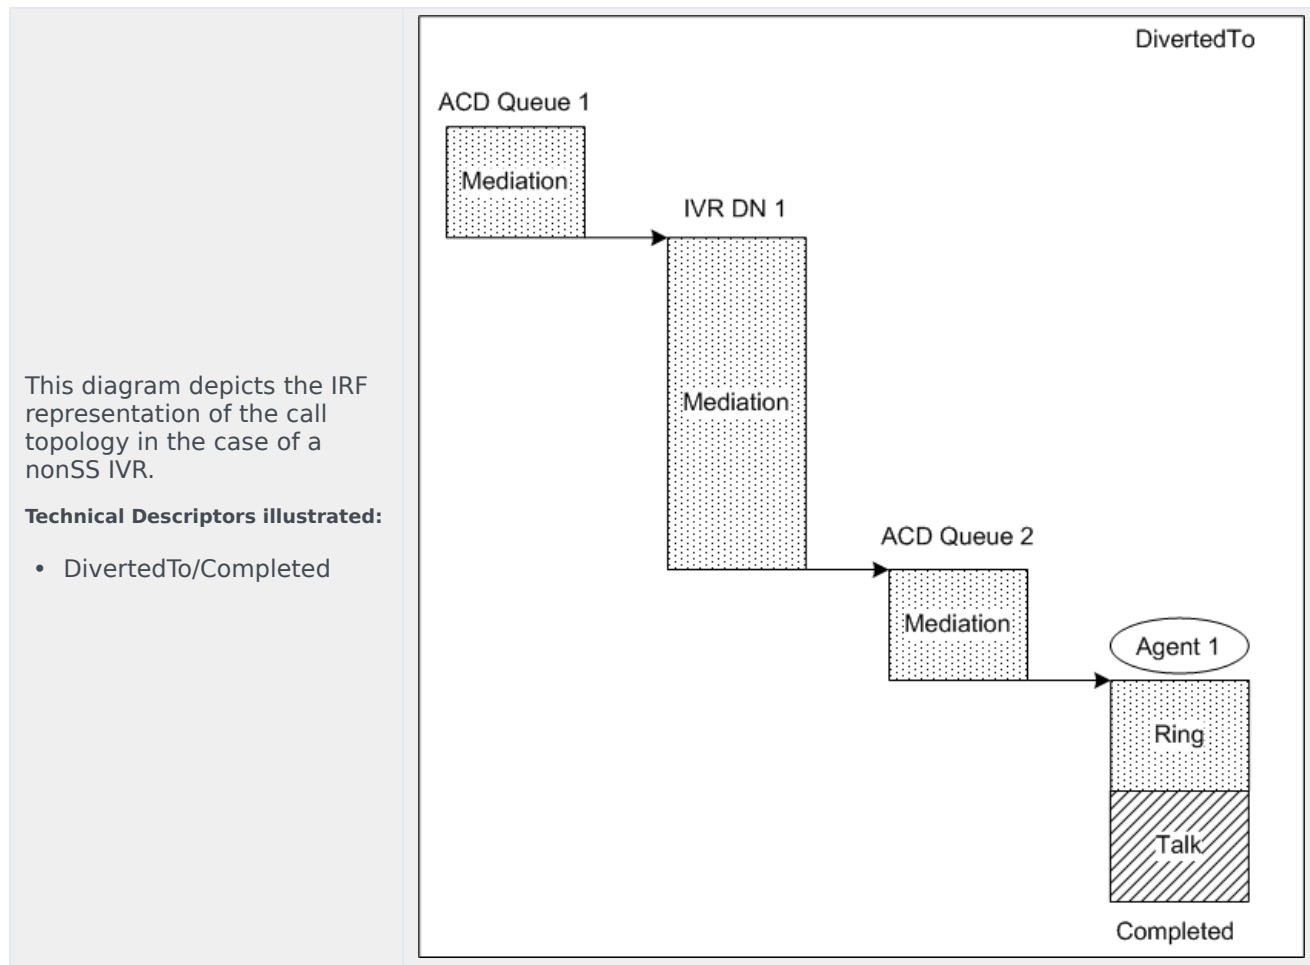 This diagram depicts the IRF
representation of the call
topology in the case of a
nonSS IVR.
Technical Descriptors illustrated:
• DivertedTo/Completed
DivertedTo
ACD Queue 1
Mediation
IVR DN 1
Mediation
ACD Queue 2
Mediation
Agent 1
Ring
Talk
Completed